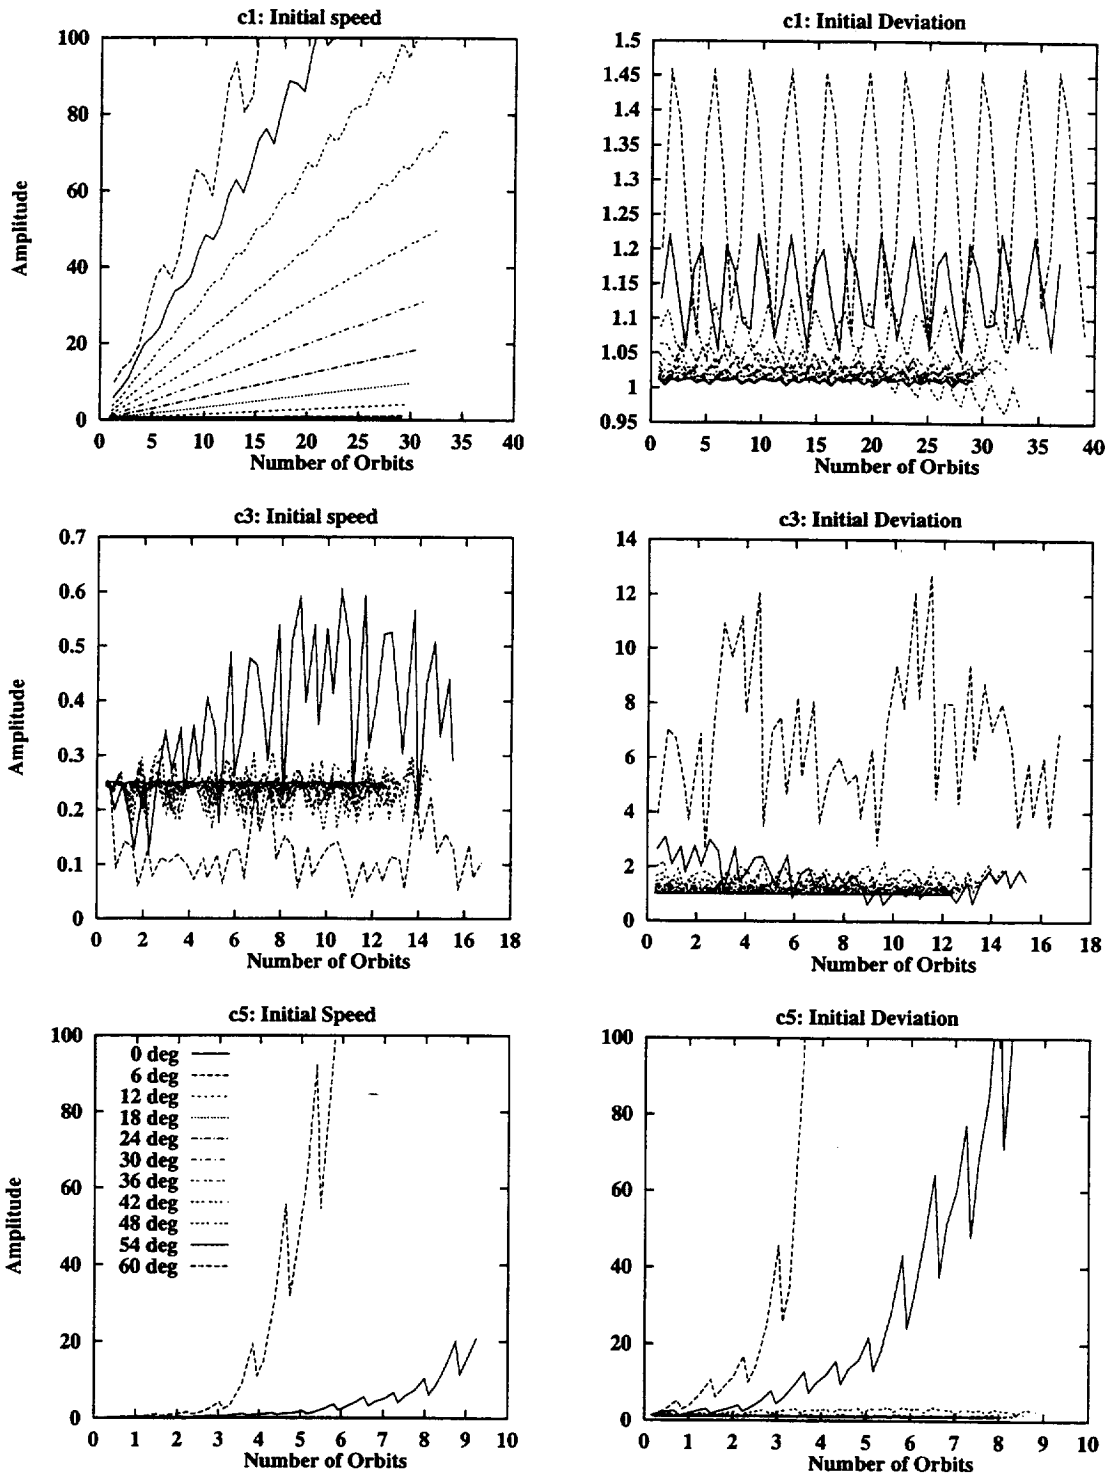 c1: Initial speed
100
80
60
40
20
0
Amplitude
0 5 10 15 20 25 30 35 40
Number of Orbits
c1: Initial Deviation
1.5
1.45
1.4
1.35
1.3
1.25
1.2
1.15
1.1
1.05
1
0.95
0 5 10 15 20 25 30 35 40
Number of Orbits
c3: Initial speed
0.7
0.6
0.5
0.4
0.3
0.2
0.1
0
Amplitude
0 2 4 6 8 10 12 14 16 18
Number of Orbits
c3: Initial Deviation
14
12
10
8
6
4
2
0
0 2 4 6 8 10 12 14 16 18
Number of Orbits
c5: Initial Speed
100
80
60
40
20
0
Amplitude
0 deg
6 deg
12 deg
18 deg
24 deg
30 deg
36 deg
42 deg
48 deg
54 deg
60 deg
0 1 2 3 4 5 6 7 8 9 10
Number of Orbits
c5: Initial Deviation
100
80
60
40
20
0
0 1 2 3 4 5 6 7 8 9 10
Number of Orbits